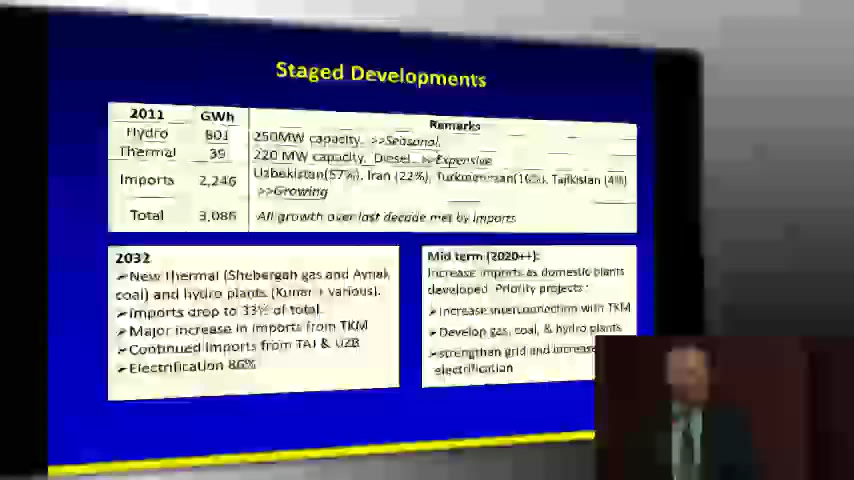 Staged Developments
2011 GWh Remarks
Hydro 801 250MW capacity. >>Seasonal.
Thermal 39 220 MW capacity. Diesel. >>Expensive
Imports 2,246 Uzbekistan(57%), Iran (22%), Turkmenistan(16%), Tajikistan (4%)
>>Growing
Total 3,086 All growth over last decade met by imports
2032
➢New Thermal (Shebergah gas and Aynak
coal) and hydro plants (Kunar + various).
➢Imports drop to 33% of total.
➢Major increase in imports from TKM
➢Continued imports from TAJ & UZB
➢Electrification 86%
Mid term (2020++):
Increase imports as domestic plants
developed. Priority projects:
➢Increase interconnection with TKM
➢Develop gas, coal, & hydro plants
➢strengthen grid and increase
electrification